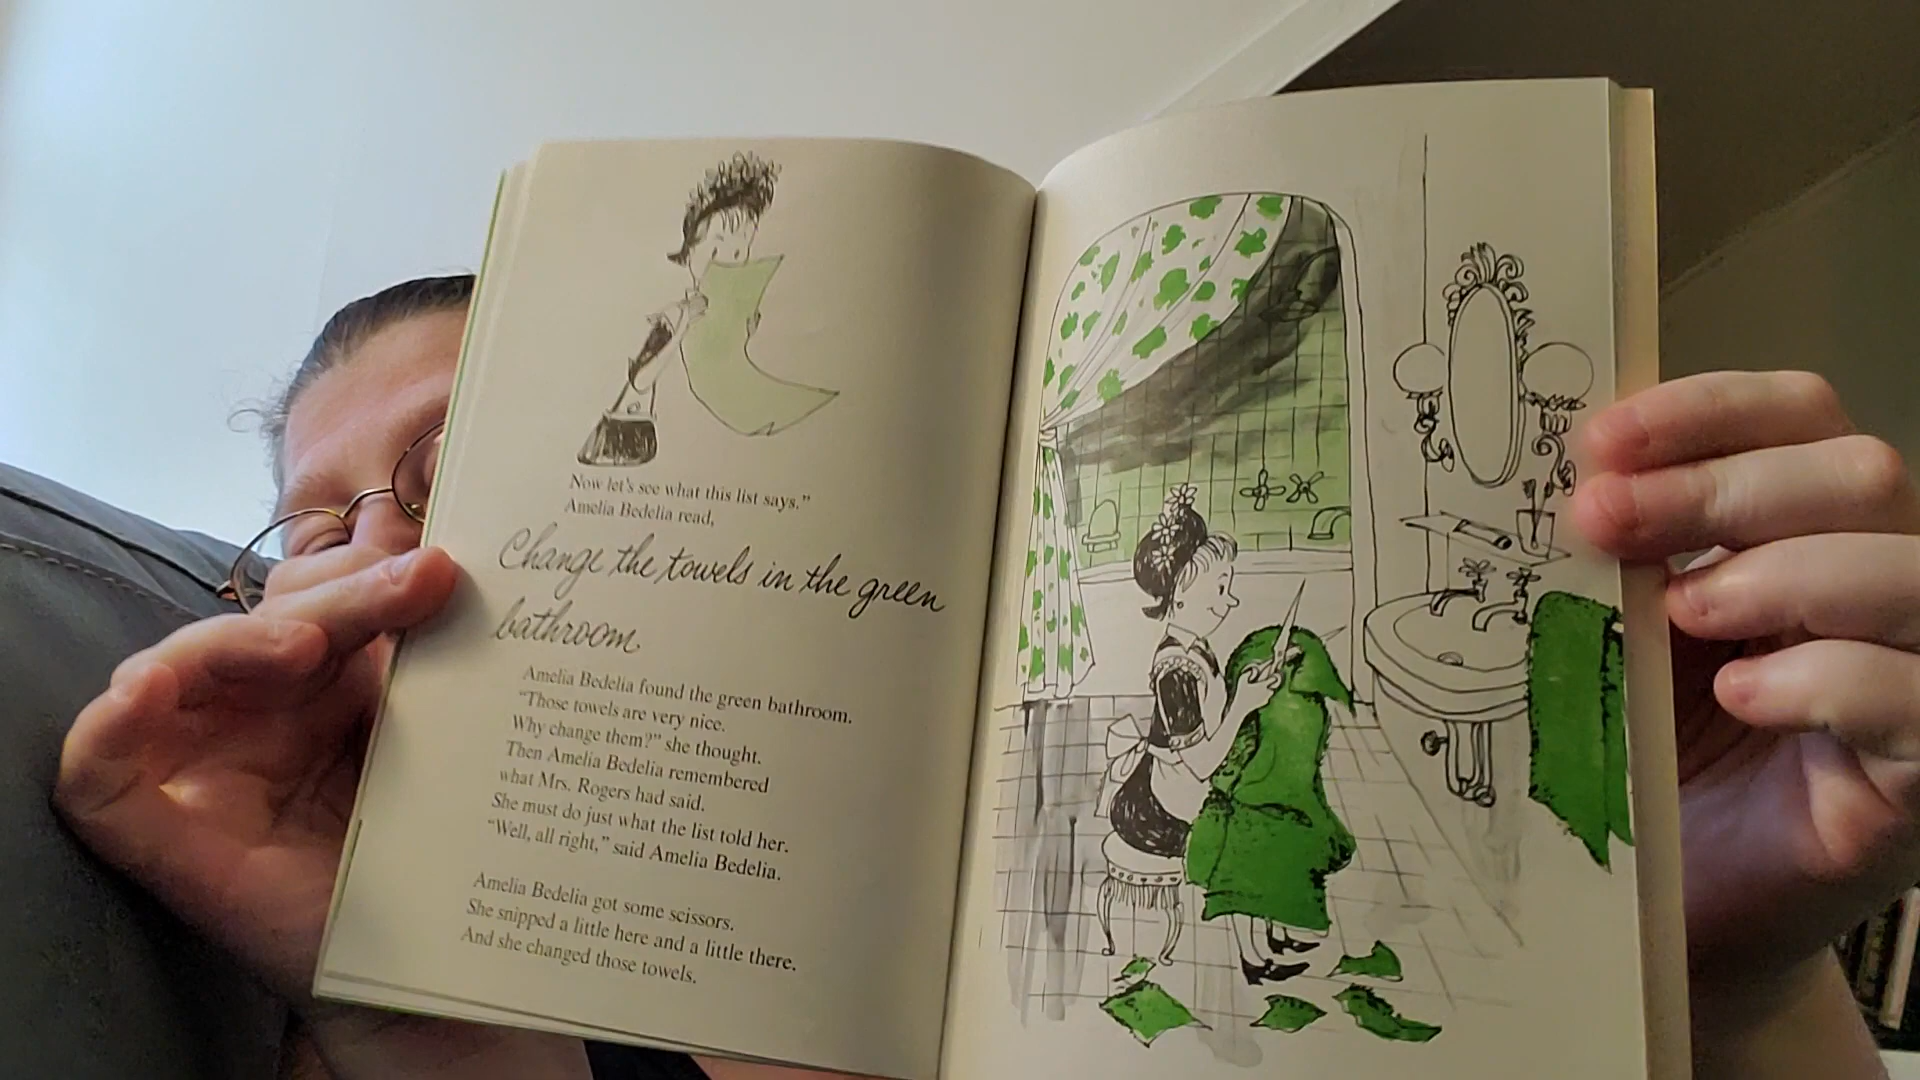 Now let's see what this list says."
Amelia Bedelia read,
Change the towels in the green
bathroom.
Amelia Bedelia found the green bathroom.
"Those towels are very nice.
Why change them?" she thought.
Then Amelia Bedelia remembered
what Mrs. Rogers had said.
She must do just what the list told her.
"Well, all right," said Amelia Bedelia.
Amelia Bedelia got some scissors.
She snipped a little here and a little there.
And she changed those towels.